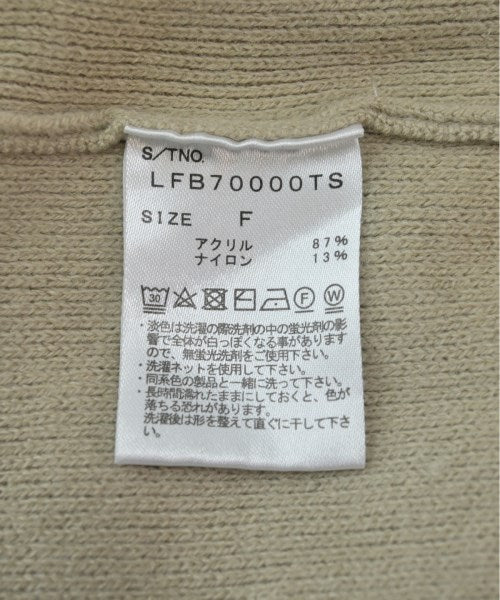 S/TNO.
LFB70000TS
SIZE F
アクリル 87%
ナイロン 13%
30 F W
・淡色は洗濯の際洗剤の中の蛍光剤の影
響で全体が白っぽくなる事があります
ので、無蛍光洗剤をご使用下さい。
・洗濯ネットを使用して下さい。
・同系色の製品と一緒に洗って下さい。
・長時間濡れたままにしておくと、色が
落ちる恐れがあります。
洗濯後は形を整えて直ぐに干して下さ
い。